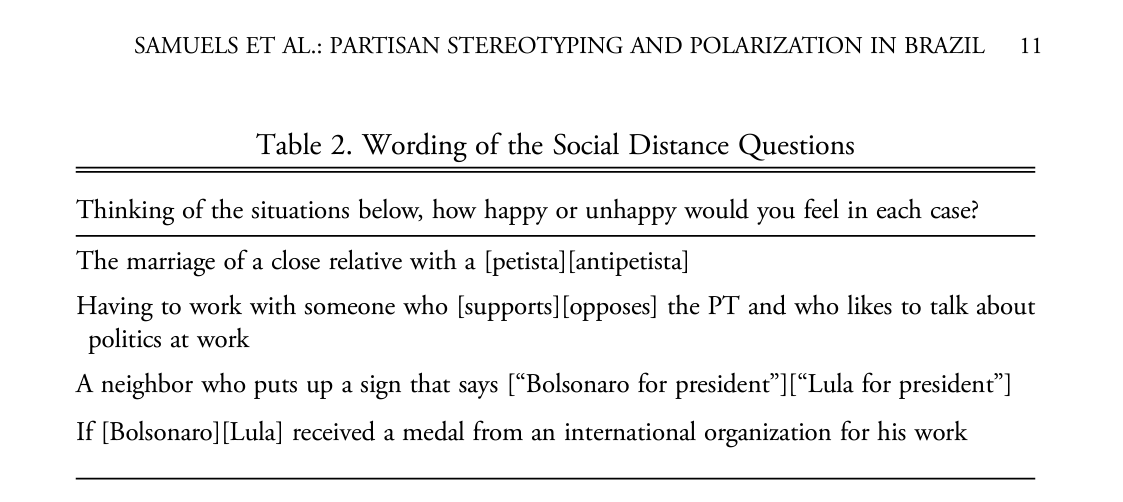 SAMUELS ET AL.: PARTISAN STEREOTYPING AND POLARIZATION IN BRAZIL 11
Table 2. Wording of the Social Distance Questions
Thinking of the situations below, how happy or unhappy would you feel in each case?
The marriage of a close relative with a [petista][antipetista]
Having to work with someone who [supports][opposes] the PT and who likes to talk about
politics at work
A neighbor who puts up a sign that says [“Bolsonaro for president”][“Lula for president”]
If [Bolsonaro][Lula] received a medal from an international organization for his work